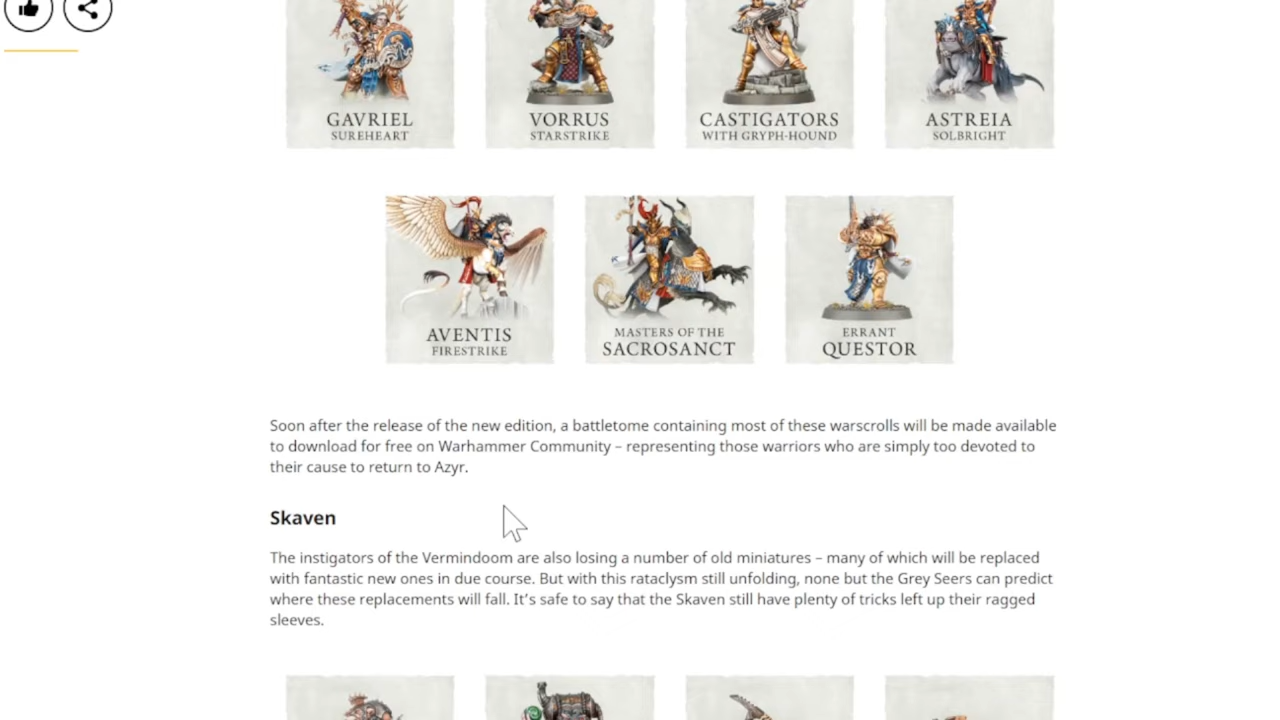 GAVRIEL
SUREHEART
VORRUS
STARSTRIKE
CASTIGATORS
WITH GRYPH-HOUND
ASTREIA
SOLBRIGHT
AVENTIS
FIRESTRIKE
MASTERS OF THE
SACROSANCT
ERRANT
QUESTOR
Soon after the release of the new edition, a battletome containing most of these warscrolls will be made available
to download for free on Warhammer Community – representing those warriors who are simply too devoted to
their cause to return to Azyr.
Skaven
The instigators of the Vermindoom are also losing a number of old miniatures – many of which will be replaced
with fantastic new ones in due course. But with this rataclysm still unfolding, none but the Grey Seers can predict
where these replacements will fall. It's safe to say that the Skaven still have plenty of tricks left up their ragged
sleeves.